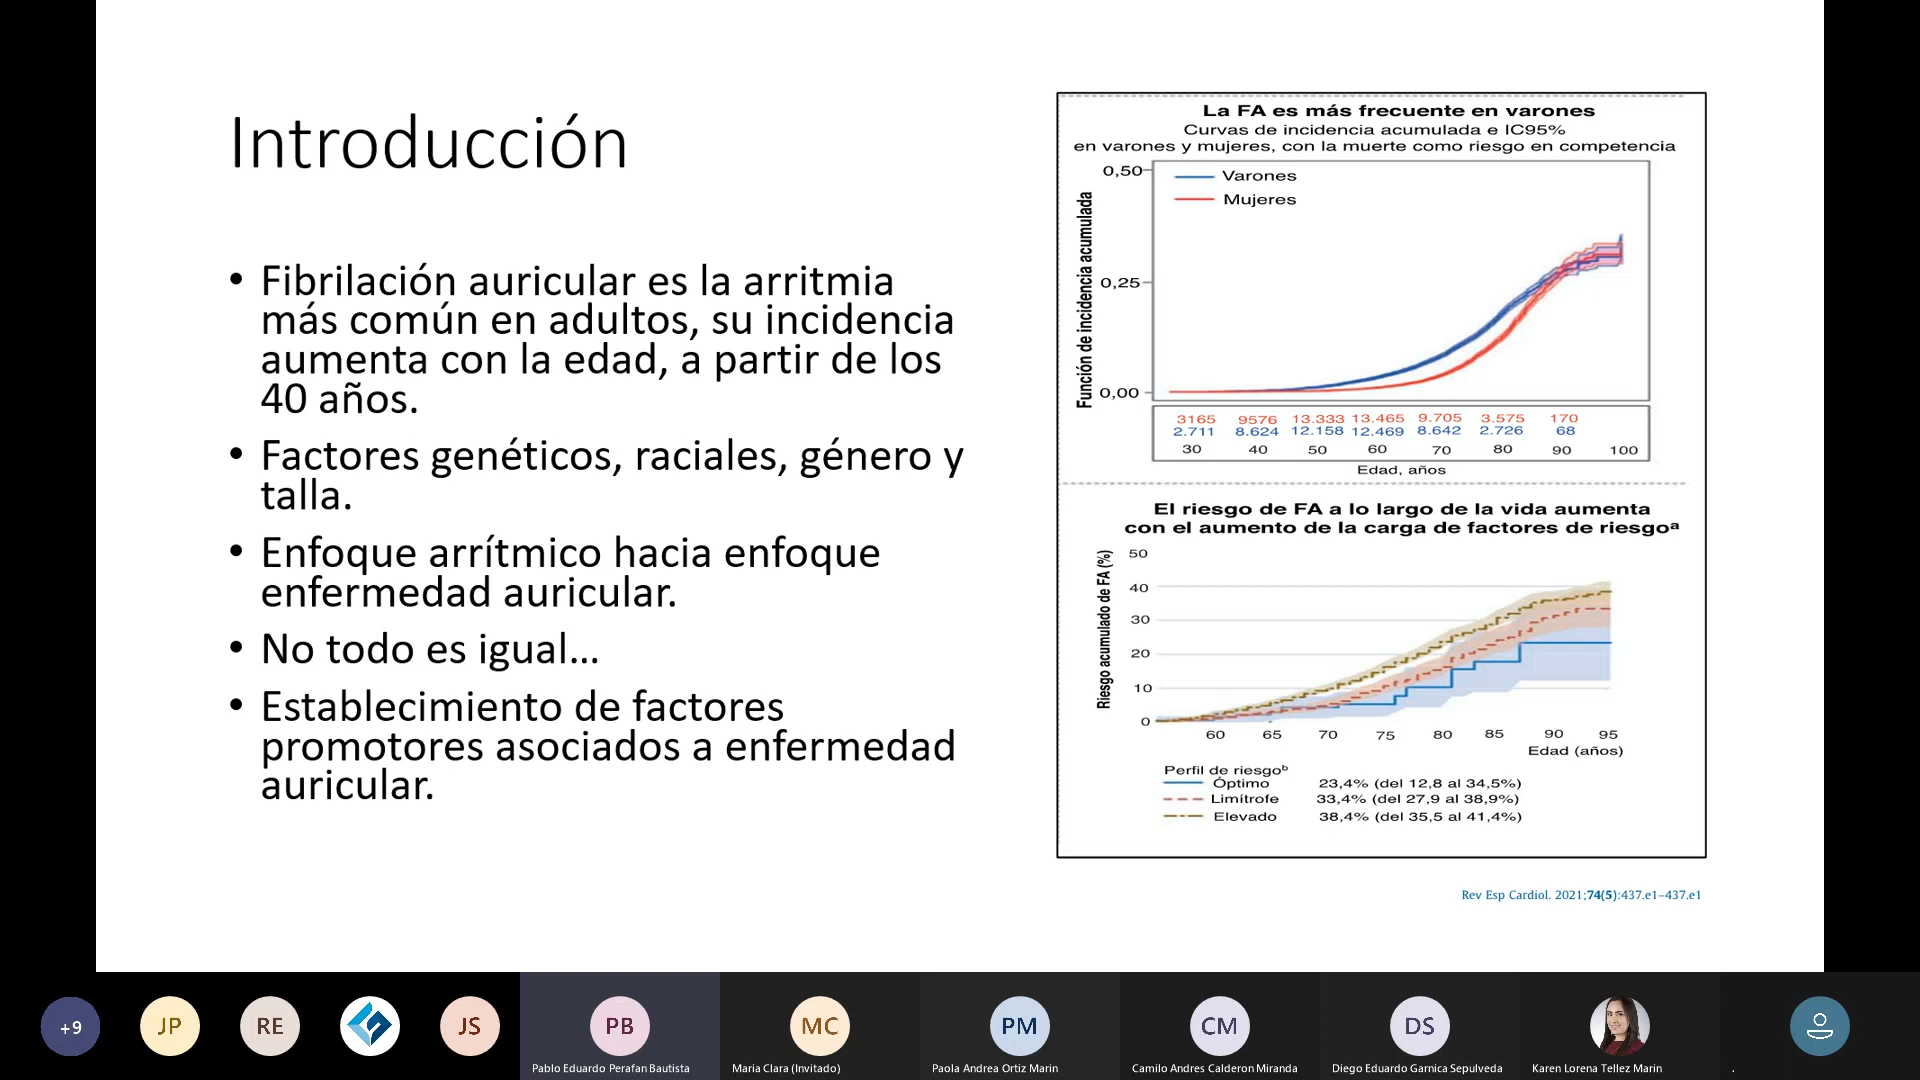 Introducción
• Fibrilación auricular es la arritmia
más común en adultos, su incidencia
aumenta con la edad, a partir de los
40 años.
• Factores genéticos, raciales, género y
talla.
• Enfoque arrítmico hacia enfoque
enfermedad auricular.
• No todo es igual...
• Establecimiento de factores
promotores asociados a enfermedad
auricular.
La FA es más frecuente en varones
Curvas de incidencia acumulada e IC95%
en varones y mujeres, con la muerte como riesgo en competencia
Función de incidencia acumulada
0,50
0,25
0,00
Varones
Mujeres
3165 9576 13.333 13.465 9.705 3.575 170
2.711 8.624 12.158 12.469 8.642 2.726 68
30 40 50 60 70 80 90 100
Edad, años
El riesgo de FA a lo largo de la vida aumenta
con el aumento de la carga de factores de riesgoᵃ
Riesgo acumulado de FA (%)
50
40
30
20
10
0
60 65 70 75 80 85 90 95
Edad (años)
Perfil de riesgoᵇ
Óptimo 23,4% (del 12,8 al 34,5%)
Limítrofe 33,4% (del 27,9 al 38,9%)
Elevado 38,4% (del 35,5 al 41,4%)
Rev Esp Cardiol. 2021;74(5):437.e1–437.e1
+9
JP
RE
JS
PB
MC
PM
CM
DS
Pablo Eduardo Perafan Bautista
Maria Clara (Invitado)
Paola Andrea Ortiz Marin
Camilo Andres Calderon Miranda
Diego Eduardo Garnica Sepulveda
Karen Lorena Tellez Marin
.